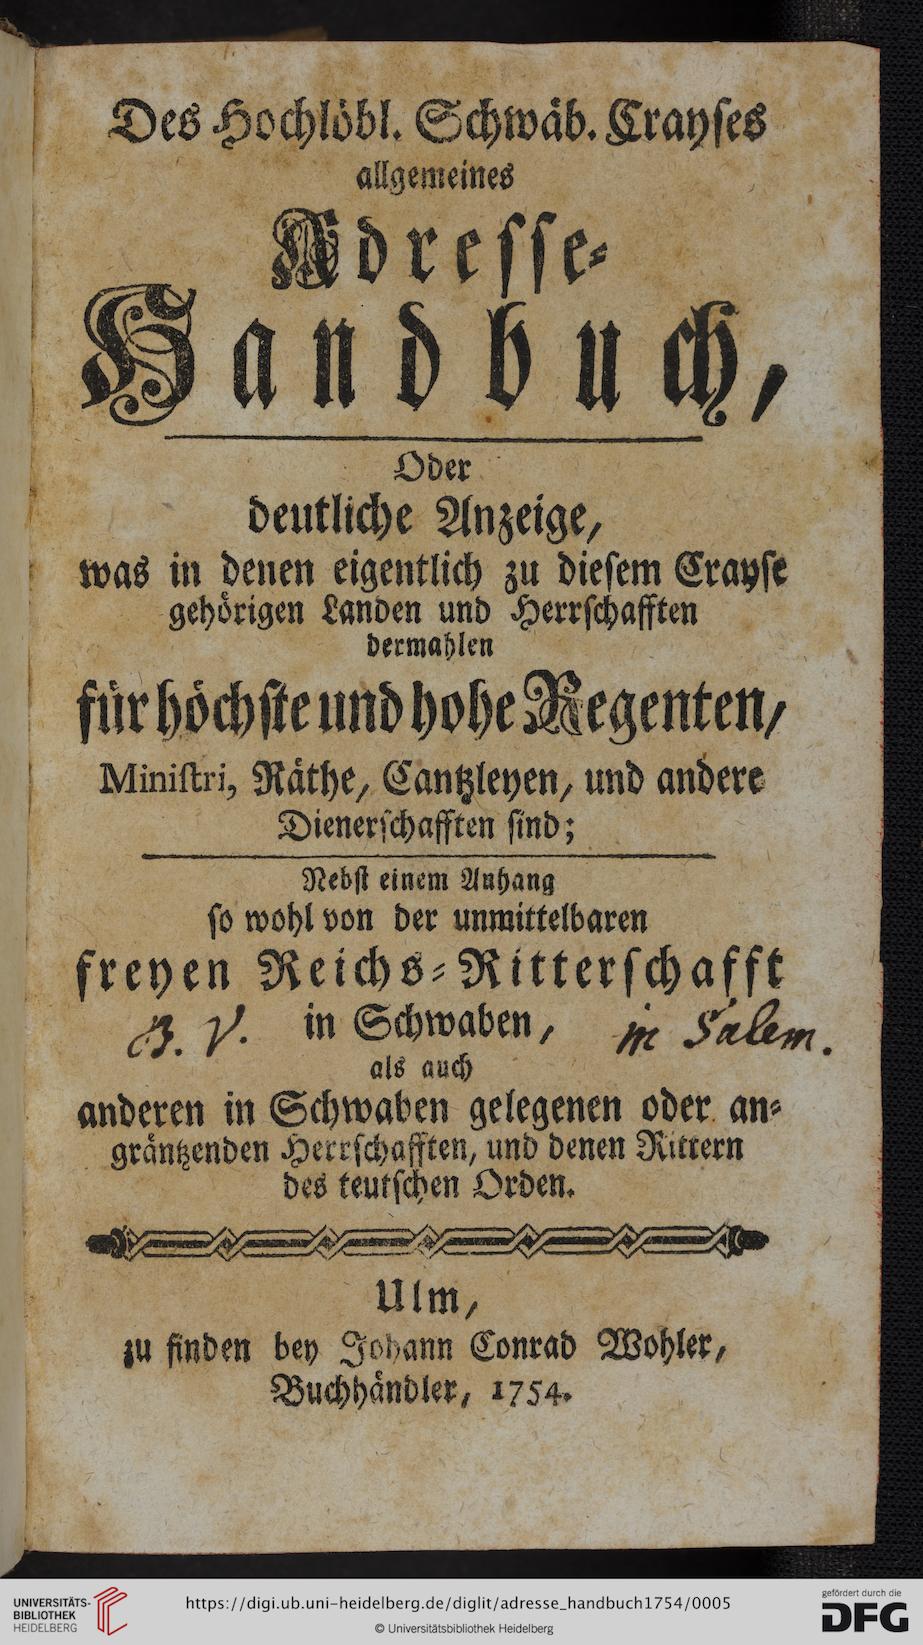 Des Hochlöbl. Schwäb. Crayses
allgemeines
Adresse-
Handbuch,
Oder
deutliche Anzeige,
was in denen eigentlich zu diesem Crayse
gehörigen Landen und Herrschafften
dermahlen
für höchste und hohe Regenten,
Ministri, Räthe, Cantzleyen, und andere
Dienerschafften sind;
Nebst einem Anhang
so wohl von der unmittelbaren
freyen Reichs-Ritterschafft
in Schwaben,
B. V. in Salem.
als auch
anderen in Schwaben gelegenen oder an-
gräntzenden Herrschafften, und denen Rittern
des teutschen Orden.
Ulm,
zu finden bey Johann Conrad Wohler,
Buchhändler, 1754.
UNIVERSITÄTS-
BIBLIOTHEK
HEIDELBERG
https://digi.ub.uni-heidelberg.de/diglit/adresse_handbuch1754/0005
© Universitätsbibliothek Heidelberg
gefördert durch die
DFG